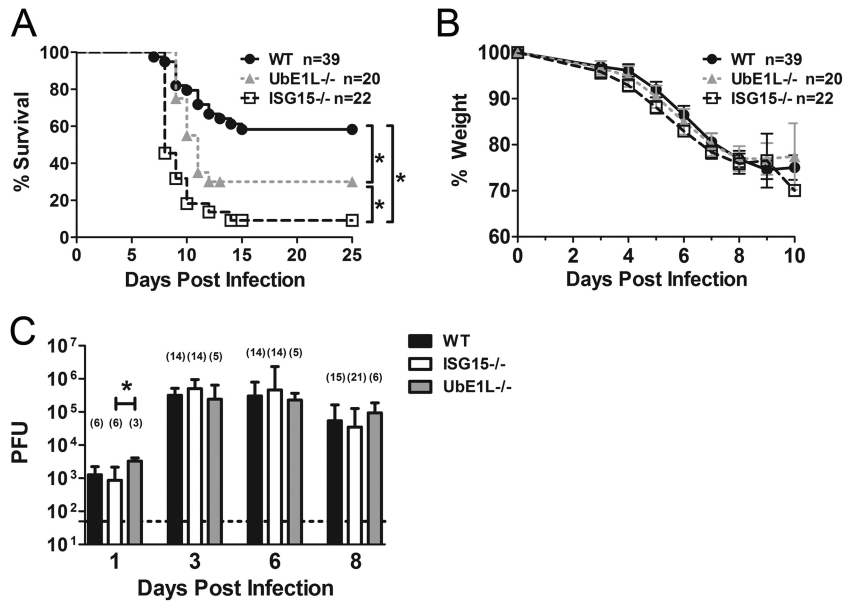 A
% Survival
100
80
60
40
20
0
0 5 10 15 20 25
Days Post Infection
WT n=39
UbE1L-/- n=20
ISG15-/- n=22
*
*
*
B
% Weight
100
90
80
70
60
0 2 4 6 8 10
Days Post Infection
WT n=39
UbE1L-/- n=20
ISG15-/- n=22
C
PFU
10⁷
10⁶
10⁵
10⁴
10³
10²
10¹
(6) (6) (3)
*
(14) (14) (5)
(14) (14) (5)
(15) (21) (6)
1 3 6 8
Days Post Infection
WT
ISG15-/-
UbE1L-/-